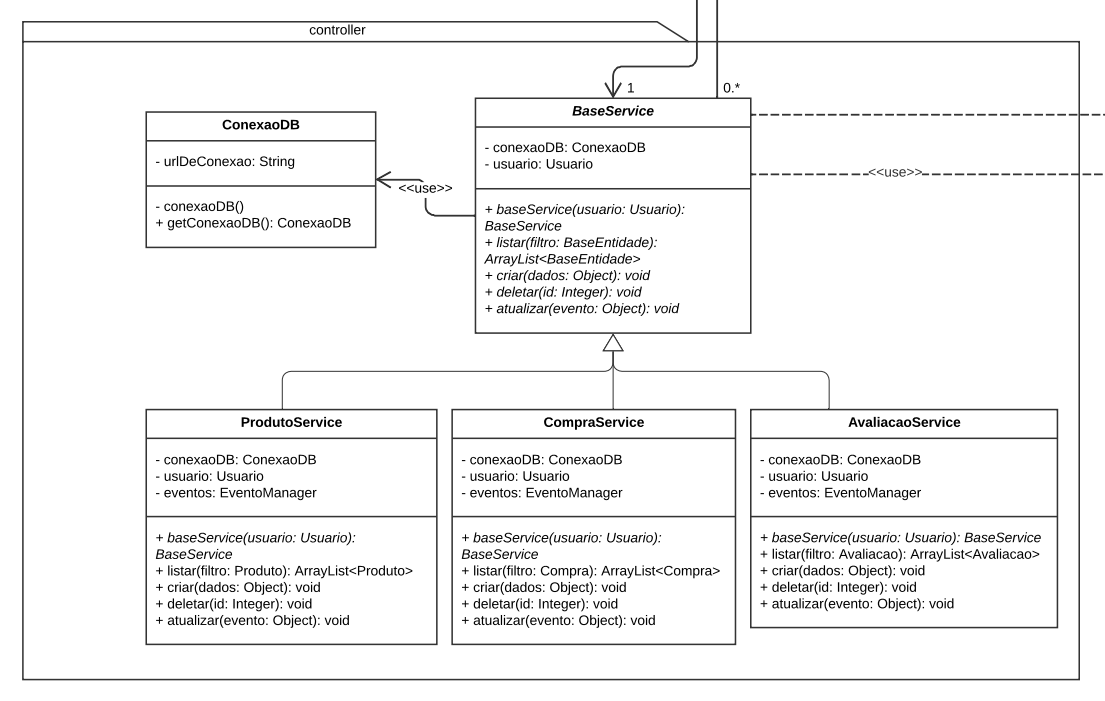 controller
1
0.*
BaseService
- conexaoDB: ConexaoDB
- usuario: Usuario
+ baseService(usuario: Usuario):
BaseService
+ listar(filtro: BaseEntidade):
ArrayList<BaseEntidade>
+ criar(dados: Object): void
+ deletar(id: Integer): void
+ atualizar(evento: Object): void
ConexaoDB
- urlDeConexao: String
- conexaoDB()
+ getConexaoDB(): ConexaoDB
<<use>>
<<use>>
ProdutoService
- conexaoDB: ConexaoDB
- usuario: Usuario
- eventos: EventoManager
+ baseService(usuario: Usuario):
BaseService
+ listar(filtro: Produto): ArrayList<Produto>
+ criar(dados: Object): void
+ deletar(id: Integer): void
+ atualizar(evento: Object): void
CompraService
- conexaoDB: ConexaoDB
- usuario: Usuario
- eventos: EventoManager
+ baseService(usuario: Usuario):
BaseService
+ listar(filtro: Compra): ArrayList<Compra>
+ criar(dados: Object): void
+ deletar(id: Integer): void
+ atualizar(evento: Object): void
AvaliacaoService
- conexaoDB: ConexaoDB
- usuario: Usuario
- eventos: EventoManager
+ baseService(usuario: Usuario): BaseService
+ listar(filtro: Avaliacao): ArrayList<Avaliacao>
+ criar(dados: Object): void
+ deletar(id: Integer): void
+ atualizar(evento: Object): void